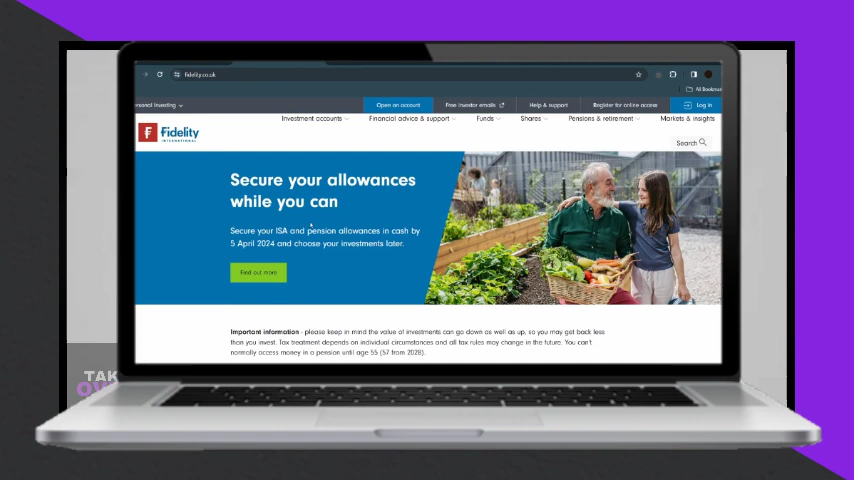 fidelity.co.uk
All Bookmar
ersonal Investing
Open an account
Free investor emails
Help & support
Register for online access
Log in
Investment accounts
Financial advice & support
Funds
Shares
Pensions & retirement
Markets & insights
Fidelity
INTERNATIONAL
Search
Secure your allowances
while you can
Secure your ISA and pension allowances in cash by
5 April 2024 and choose your investments later.
Find out more
Important information - please keep in mind the value of investments can go down as well as up, so you may get back less
than you invest. Tax treatment depends on individual circumstances and all tax rules may change in the future. You can't
normally access money in a pension until age 55 (57 from 2028).
TAK